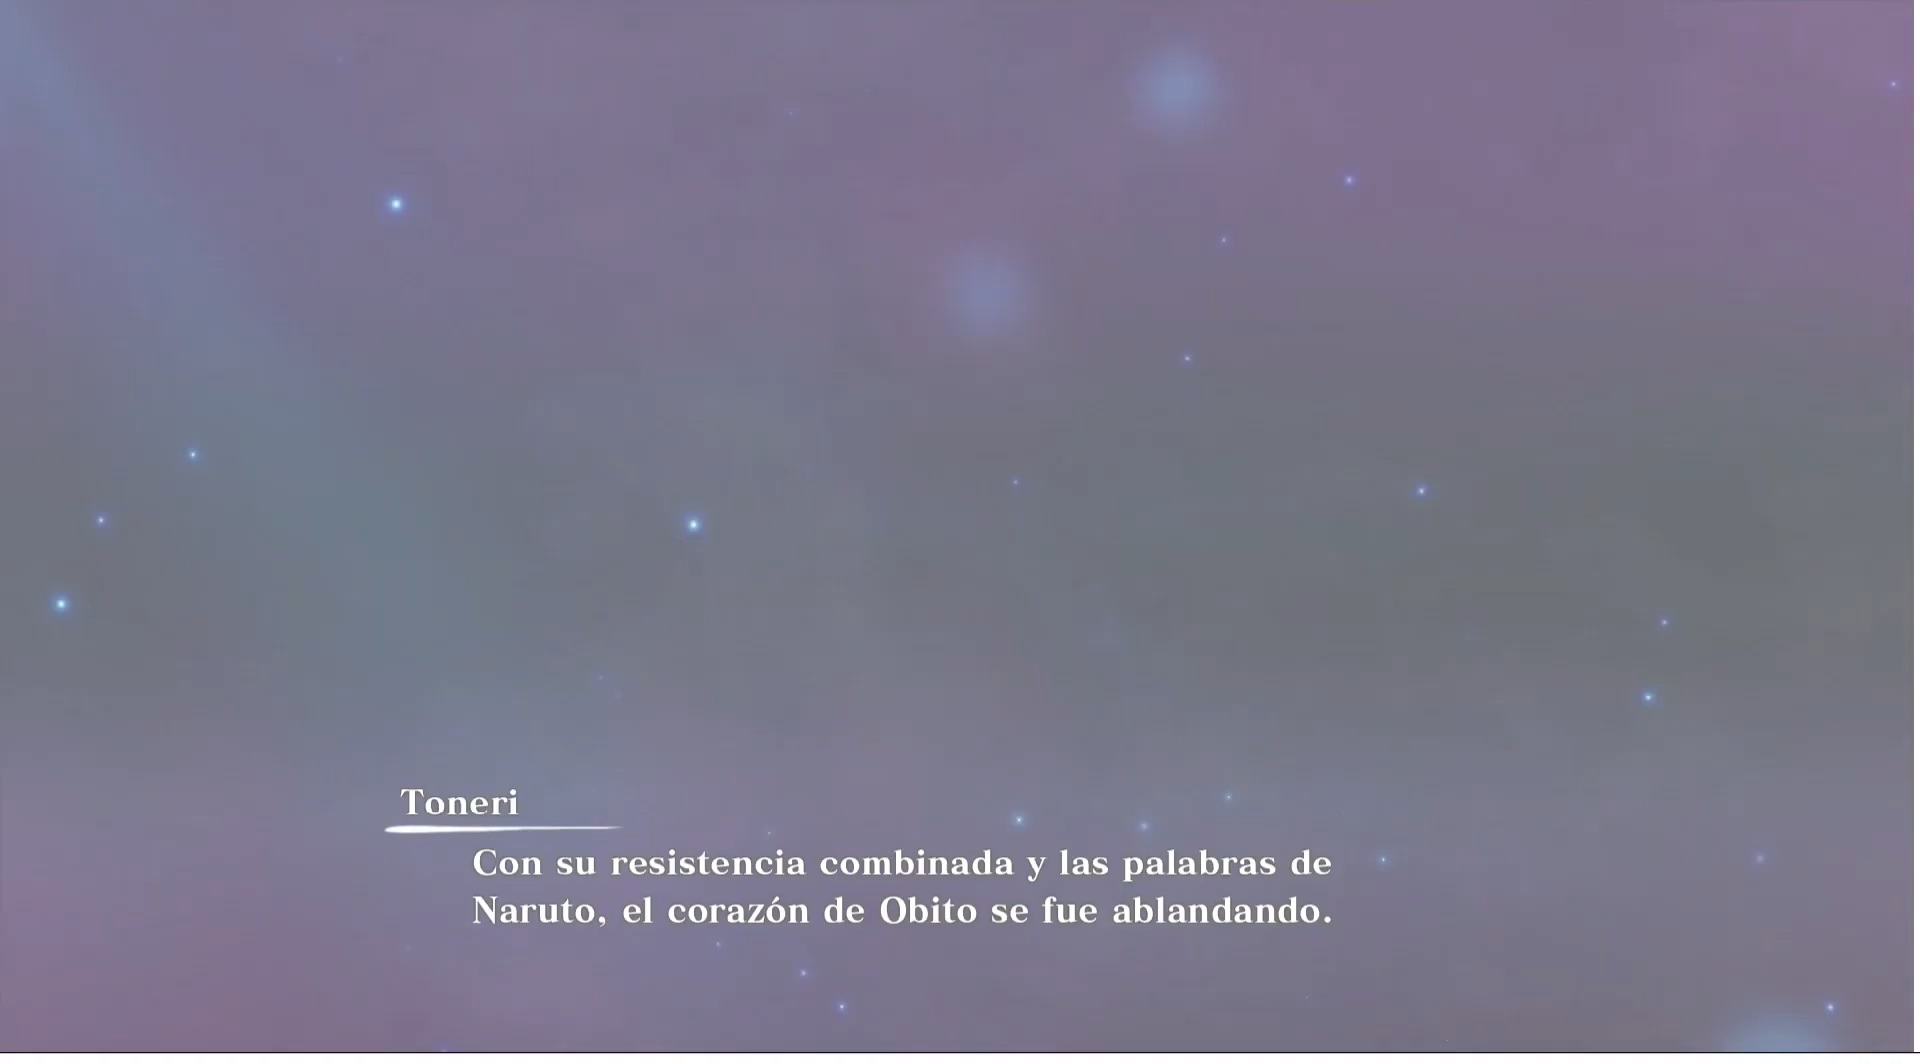 Toneri
Con su resistencia combinada y las palabras de
Naruto, el corazón de Obito se fue ablandando.